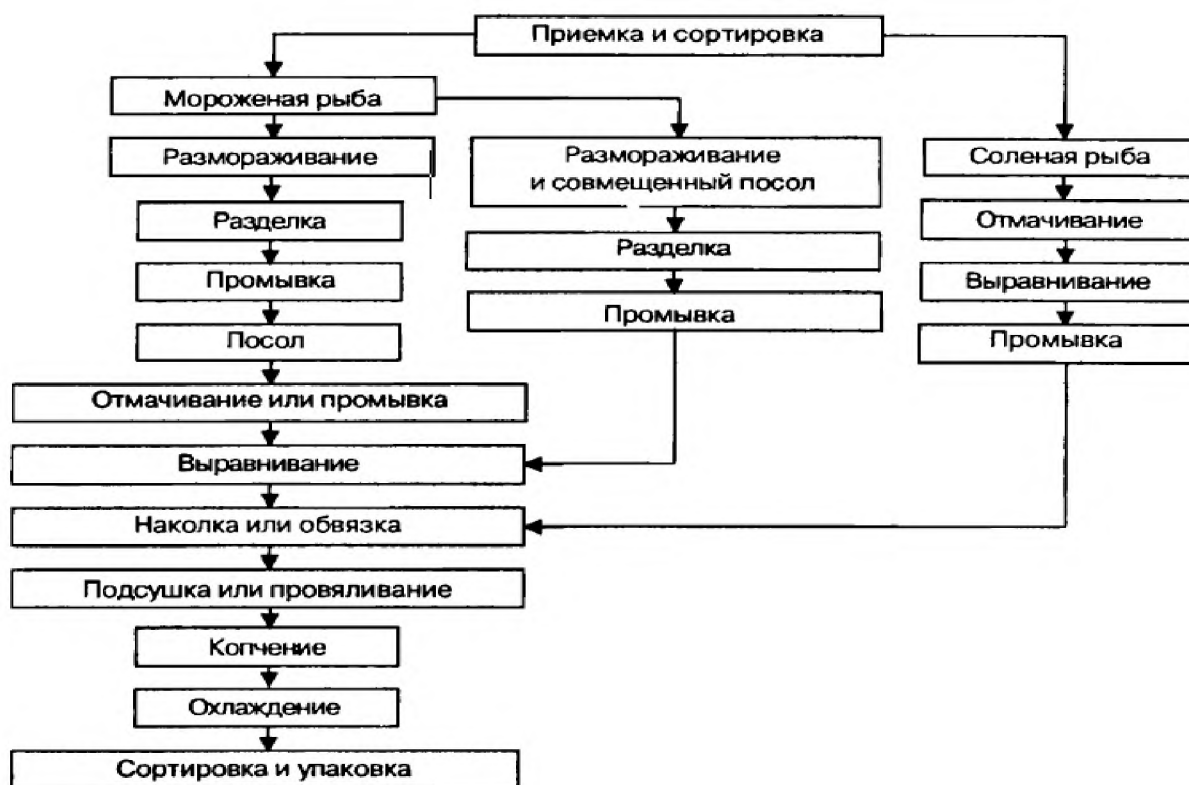 Приемка и сортировка
Мороженая рыба
Размораживание
Размораживание
и совмещенный посол
Соленая рыба
Разделка
Отмачивание
Разделка
Промывка
Выравнивание
Промывка
Посол
Промывка
Отмачивание или промывка
Выравнивание
Наколка или обвязка
Подсушка или провяливание
Копчение
Охлаждение
Сортировка и упаковка